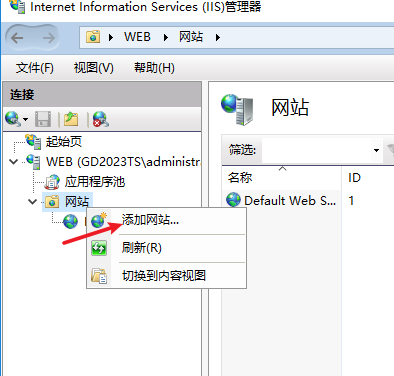 Internet Information Services (IIS)管理器
WEB 网站
文件(F) 视图(V) 帮助(H)
连接
起始页
WEB (GD2023TS\administra
应用程序池
网站
添加网站...
刷新(R)
切换到内容视图
网站
筛选:
名称 ID
Default Web S... 1